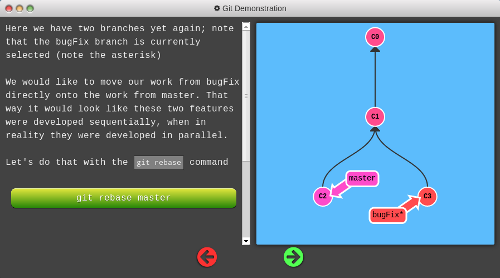 Git Demonstration
Here we have two branches yet again; note
that the bugFix branch is currently
selected (note the asterisk)
We would like to move our work from bugFix
directly onto the work from master. That
way it would look like these two features
were developed sequentially, when in
reality they were developed in parallel.
Let's do that with the git rebase command
git rebase master
C0
C1
master
C2
C3
bugFix*